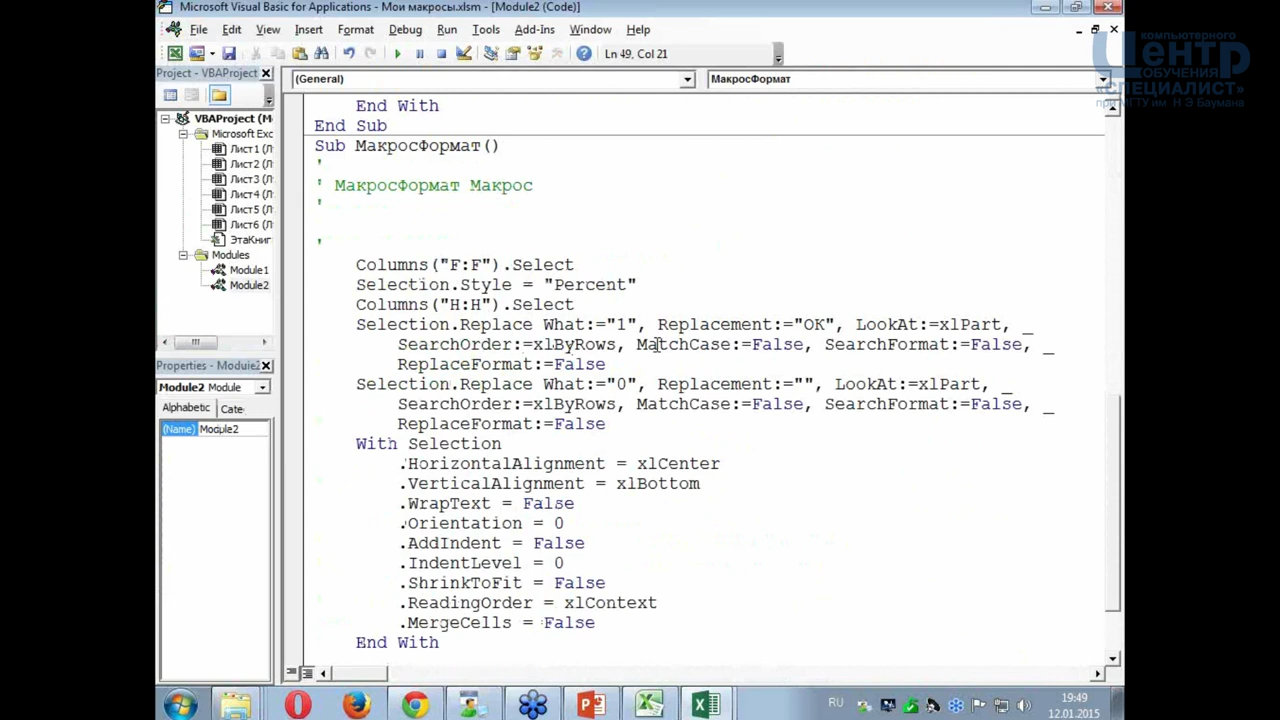 Microsoft Visual Basic for Applications - Мои макросы.xlsm - [Module2 (Code)]
File Edit View Insert Format Debug Run Tools Add-Ins Window Help
Ln 49, Col 21
компьютерного
Центр
ОБУЧЕНИЯ
«СПЕЦИАЛИСТ»
при МГТУ им. Н.Э.Баумана
Project - VBAProject
(General)
МакросФормат
VBAProject (М
Microsoft Exc
Лист1 (Л
Лист2 (Л
Лист3 (Л
Лист4 (Л
Лист5 (Л
Лист6 (Л
ЭтаКниг
Modules
Module1
Module2
Properties - Module2
Module2 Module
Alphabetic Cate
(Name) Module2
End With
End Sub
Sub МакросФормат()
'
' МакросФормат Макрос
'
'
Columns("F:F").Select
Selection.Style = "Percent"
Columns("H:H").Select
Selection.Replace What:="1", Replacement:="ОК", LookAt:=xlPart, _
SearchOrder:=xlByRows, MatchCase:=False, SearchFormat:=False, _
ReplaceFormat:=False
Selection.Replace What:="0", Replacement:="", LookAt:=xlPart, _
SearchOrder:=xlByRows, MatchCase:=False, SearchFormat:=False, _
ReplaceFormat:=False
With Selection
.HorizontalAlignment = xlCenter
.VerticalAlignment = xlBottom
.WrapText = False
.Orientation = 0
.AddIndent = False
.IndentLevel = 0
.ShrinkToFit = False
.ReadingOrder = xlContext
.MergeCells = False
End With
RU
19:49
12.01.2015